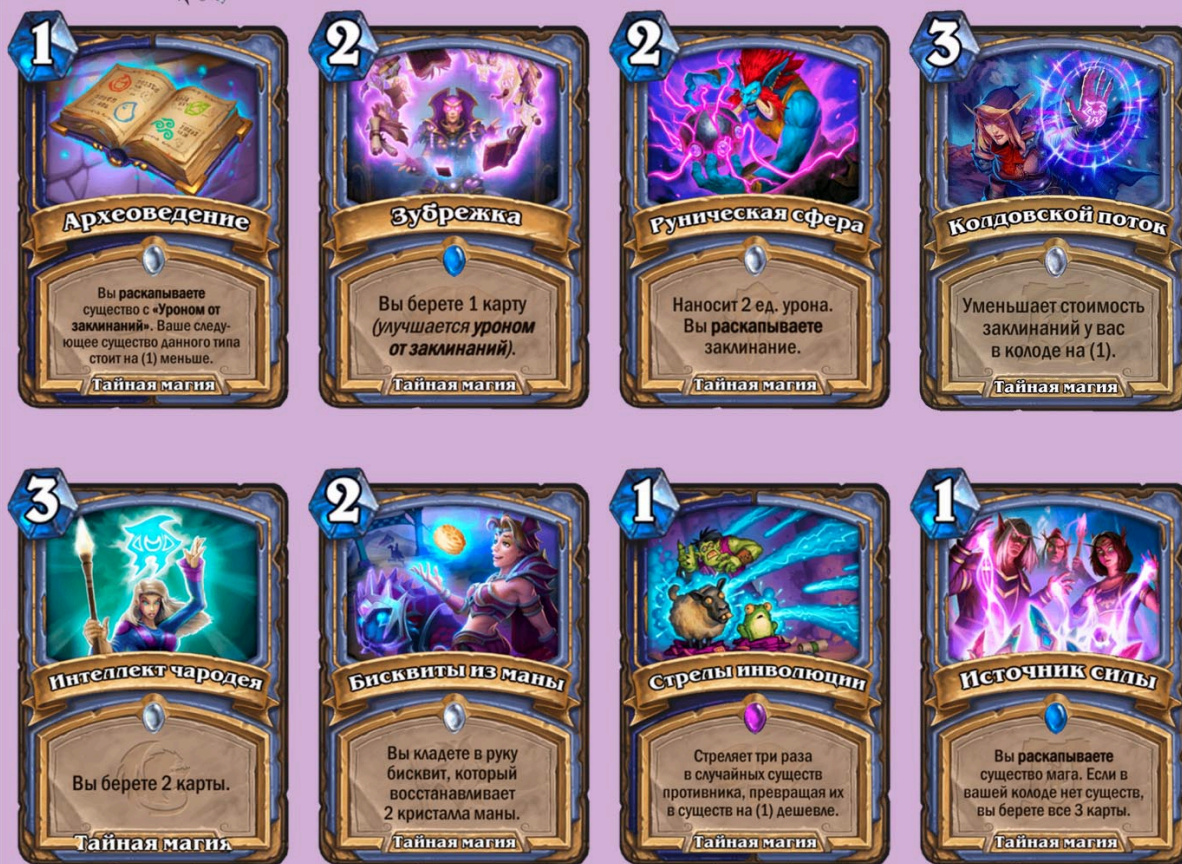 1
Археоведение
Вы раскапываете
существо с «Уроном от
заклинаний». Ваше следу-
ющее существо данного типа
стоит на (1) меньше.
Тайная магия
2
Зубрежка
Вы берете 1 карту
(улучшается уроном
от заклинаний).
Тайная магия
2
Руническая сфера
Наносит 2 ед. урона.
Вы раскапываете
заклинание.
Тайная магия
3
Колдовской поток
Уменьшает стоимость
заклинаний у вас
в колоде на (1).
Тайная магия
3
Интеллект чародея
Вы берете 2 карты.
Тайная магия
2
Бисквиты из маны
Вы кладете в руку
бисквит, который
восстанавливает
2 кристалла маны.
Тайная магия
1
Стрелы инволюции
Стреляет три раза
в случайных существ
противника, превращая их
в существ на (1) дешевле.
Тайная магия
1
Источник силы
Вы раскапываете
существо мага. Если в
вашей колоде нет существ,
вы берете все 3 карты.
Тайная магия